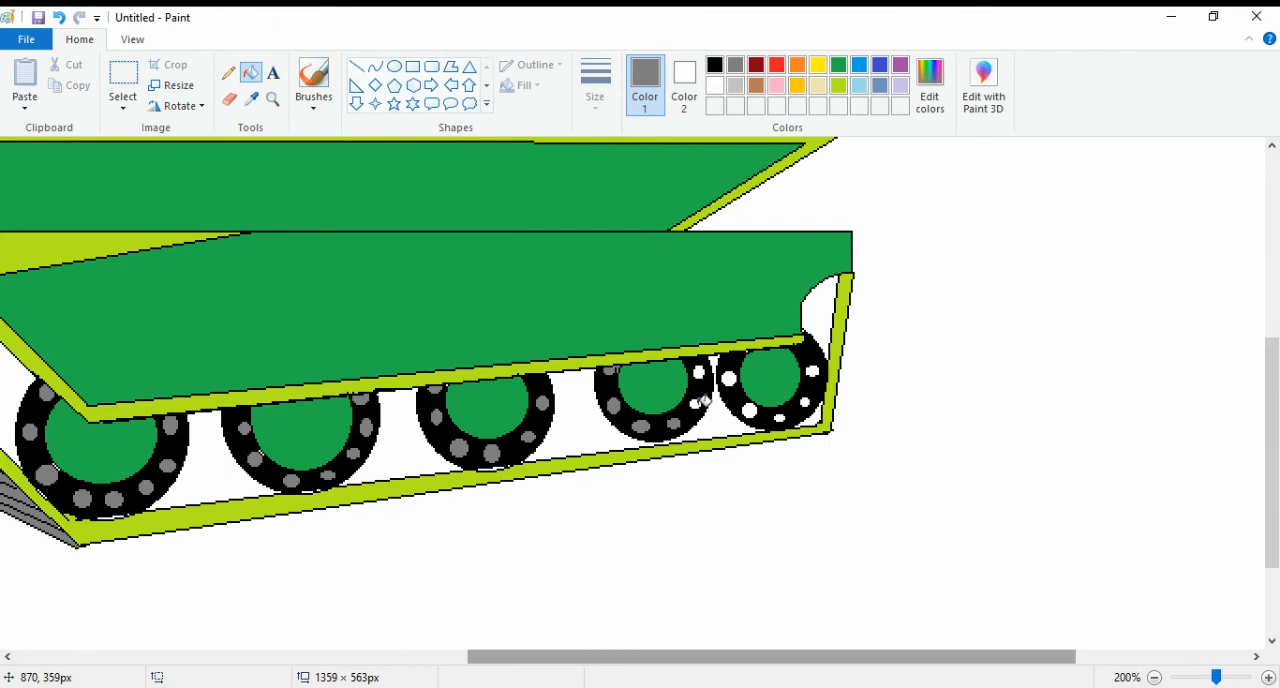 Untitled - Paint
File Home View
Paste
Cut
Copy
Clipboard
Select
Crop
Resize
Rotate
Image
A
Tools
Brushes
Outline
Fill
Shapes
Size
Color 1
Color 2
Edit colors
Colors
Edit with Paint 3D
870, 359px
1359 × 563px
200%